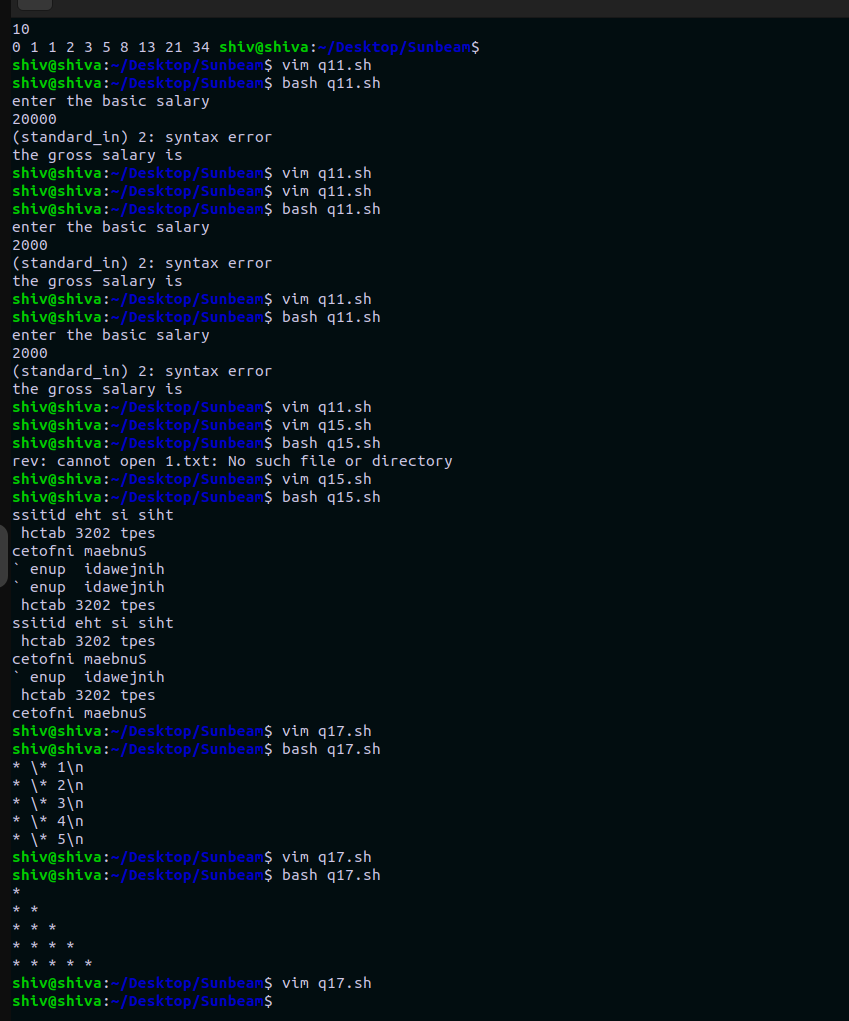 10
0 1 1 2 3 5 8 13 21 34 shiv@shiva:~/Desktop/Sunbeam$
shiv@shiva:~/Desktop/Sunbeam$ vim q11.sh
shiv@shiva:~/Desktop/Sunbeam$ bash q11.sh
enter the basic salary
20000
(standard_in) 2: syntax error
the gross salary is
shiv@shiva:~/Desktop/Sunbeam$ vim q11.sh
shiv@shiva:~/Desktop/Sunbeam$ vim q11.sh
shiv@shiva:~/Desktop/Sunbeam$ bash q11.sh
enter the basic salary
2000
(standard_in) 2: syntax error
the gross salary is
shiv@shiva:~/Desktop/Sunbeam$ vim q11.sh
shiv@shiva:~/Desktop/Sunbeam$ bash q11.sh
enter the basic salary
2000
(standard_in) 2: syntax error
the gross salary is
shiv@shiva:~/Desktop/Sunbeam$ vim q11.sh
shiv@shiva:~/Desktop/Sunbeam$ vim q15.sh
shiv@shiva:~/Desktop/Sunbeam$ bash q15.sh
rev: cannot open 1.txt: No such file or directory
shiv@shiva:~/Desktop/Sunbeam$ vim q15.sh
shiv@shiva:~/Desktop/Sunbeam$ bash q15.sh
ssitid eht si siht
 hctab 3202 tpes
cetofni maebnuS
` enup  idawejnih
` enup  idawejnih
 hctab 3202 tpes
ssitid eht si siht
 hctab 3202 tpes
cetofni maebnuS
` enup  idawejnih
 hctab 3202 tpes
cetofni maebnuS
shiv@shiva:~/Desktop/Sunbeam$ vim q17.sh
shiv@shiva:~/Desktop/Sunbeam$ bash q17.sh
* \* 1\n
* \* 2\n
* \* 3\n
* \* 4\n
* \* 5\n
shiv@shiva:~/Desktop/Sunbeam$ vim q17.sh
shiv@shiva:~/Desktop/Sunbeam$ bash q17.sh
*
* *
* * *
* * * *
* * * * *
shiv@shiva:~/Desktop/Sunbeam$ vim q17.sh
shiv@shiva:~/Desktop/Sunbeam$